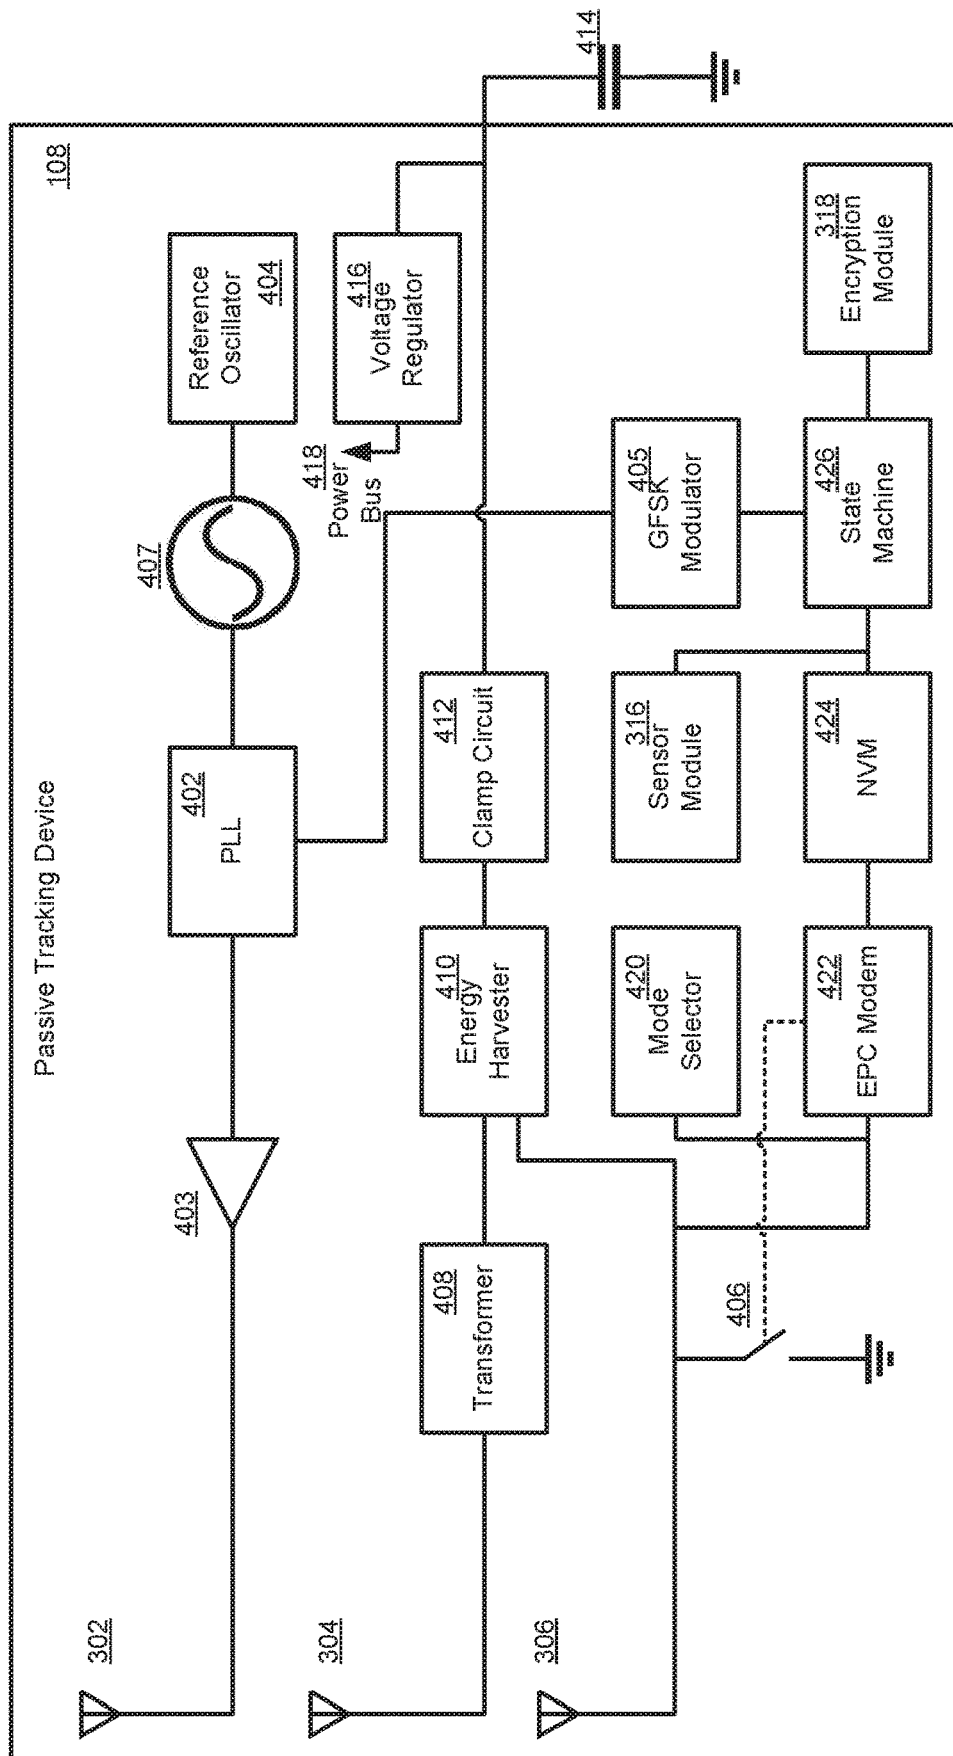 Passive Tracking Device
108
302
403
402
PLL
407
Reference
Oscillator
404
304
408
Transformer
410
Energy
Harvester
412
Clamp Circuit
418
Power
Bus
416
Voltage
Regulator
414
306
406
420
Mode
Selector
316
Sensor
Module
405
GFSK
Modulator
422
EPC Modem
424
NVM
426
State
Machine
318
Encryption
Module